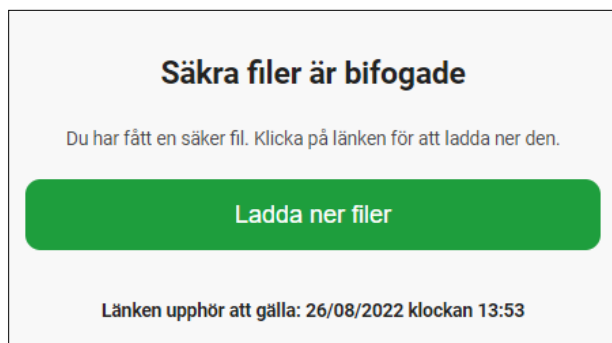 Säkra filer är bifogade
Du har fått en säker fil. Klicka på länken för att ladda ner den.
Ladda ner filer
Länken upphör att gälla: 26/08/2022 klockan 13:53